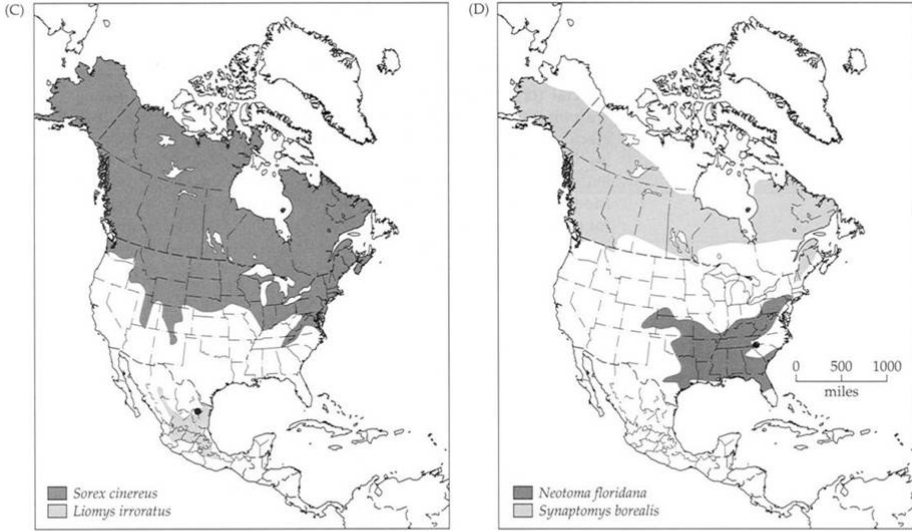 (C)
Sorex cinereus
Liomys irroratus
(D)
0 500 1000
miles
Neotoma floridana
Synaptomys borealis